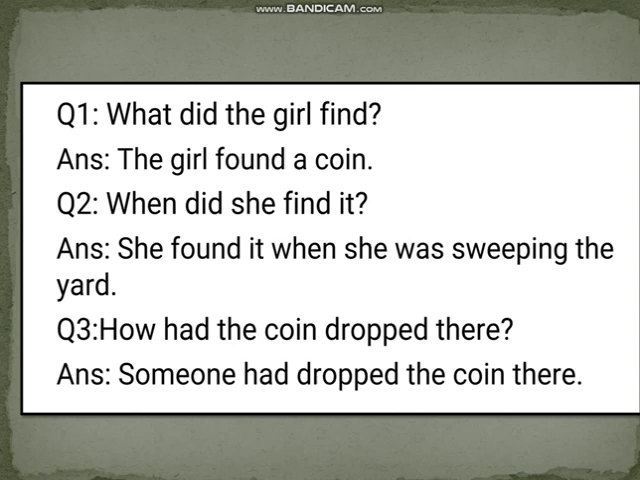 WWW.BANDICAM.COM
Q1: What did the girl find?
Ans: The girl found a coin.
Q2: When did she find it?
Ans: She found it when she was sweeping the
yard.
Q3:How had the coin dropped there?
Ans: Someone had dropped the coin there.